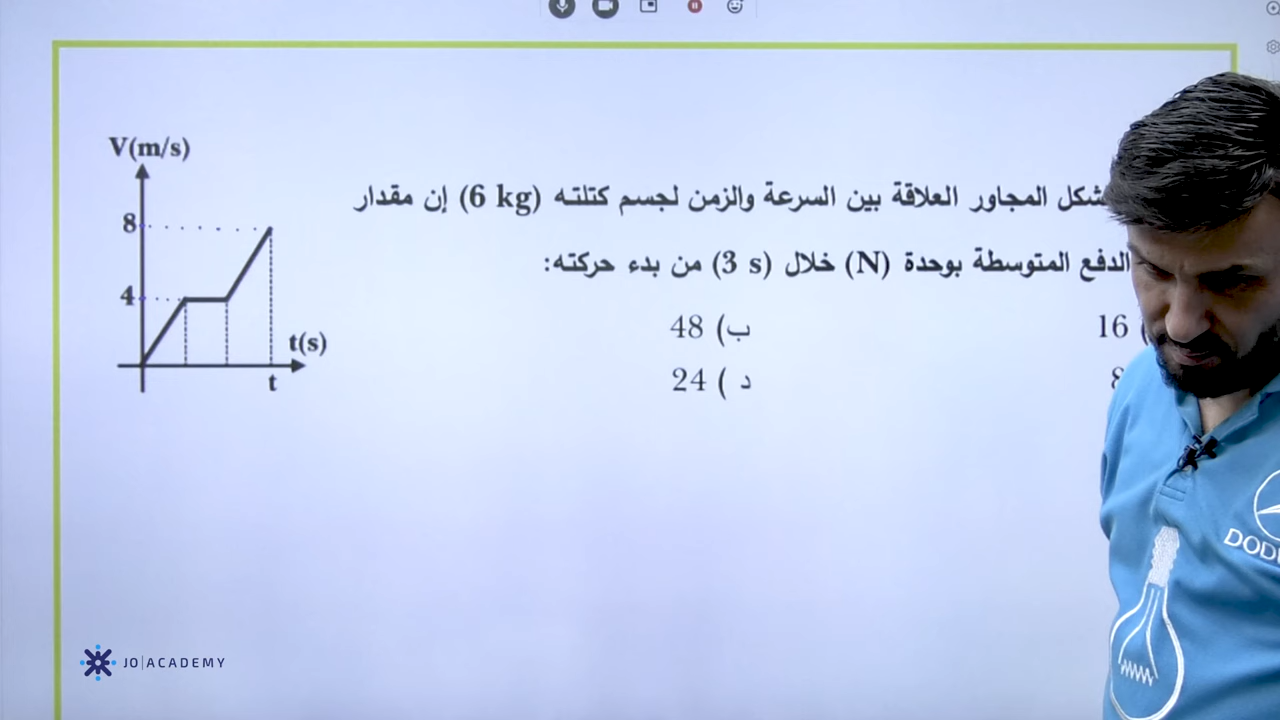 V(m/s)
8
4
t(s)
t
المجاور العلاقة بين السرعة والزمن لجسم كتلته (6 kg) إن مقدار
الدفع المتوسطة بوحدة (N) خلال (3 s) من بدء حركته:
16
ب) 48
د ) 24
JO|ACADEMY